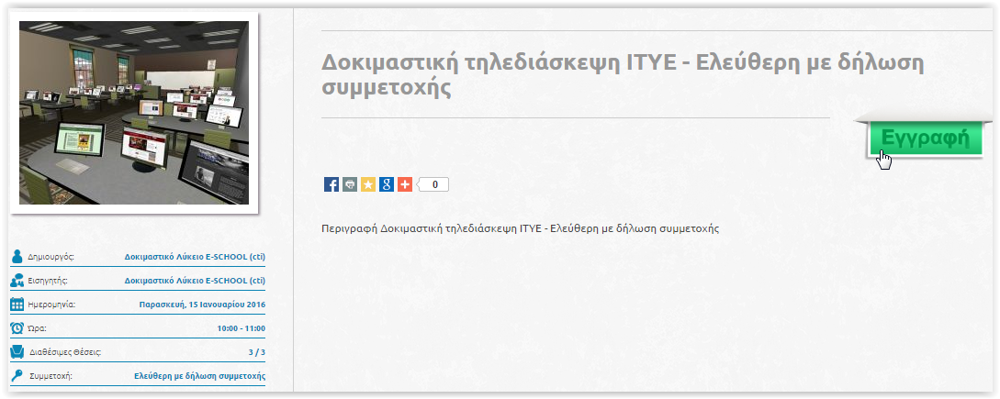 Δοκιμαστική τηλεδιάσκεψη ΙΤΥΕ - Ελεύθερη με δήλωση
συμμετοχής
Εγγραφή
0
Περιγραφή Δοκιμαστική τηλεδιάσκεψη ΙΤΥΕ - Ελεύθερη με δήλωση συμμετοχής
Δημιουργός: Δοκιμαστικό Λύκειο E-SCHOOL (cti)
Εισηγητής: Δοκιμαστικό Λύκειο E-SCHOOL (cti)
Ημερομηνία: Παρασκευή, 15 Ιανουαρίου 2016
Ώρα: 10:00 - 11:00
Διαθέσιμες Θέσεις: 3 / 3
Συμμετοχή: Ελεύθερη με δήλωση συμμετοχής